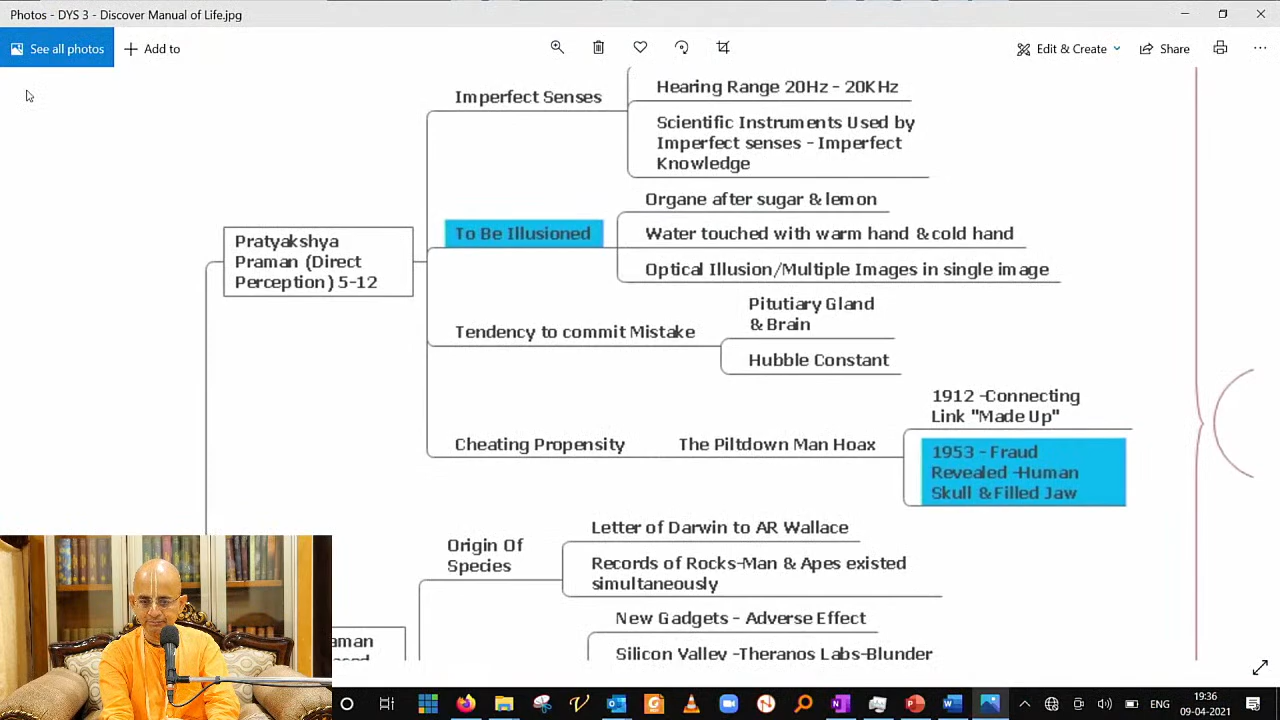 Photos - DYS 3 - Discover Manual of Life.jpg
See all photos
Add to
Edit & Create
Share
Imperfect Senses
Hearing Range 20Hz - 20KHz
Scientific Instruments Used by
Imperfect senses - Imperfect
Knowledge
Pratyakshya
Praman (Direct
Perception) 5-12
To Be Illusioned
Organe after sugar & lemon
Water touched with warm hand & cold hand
Optical Illusion/Multiple Images in single image
Tendency to commit Mistake
Pitutiary Gland
& Brain
Hubble Constant
Cheating Propensity
The Piltdown Man Hoax
1912 -Connecting
Link "Made Up"
1953 - Fraud
Revealed -Human
Skull & Filled Jaw
Origin Of
Species
Letter of Darwin to AR Wallace
Records of Rocks-Man & Apes existed
simultaneously
New Gadgets - Adverse Effect
Silicon Valley -Theranos Labs-Blunder
aman
ENG
19:36
09-04-2021